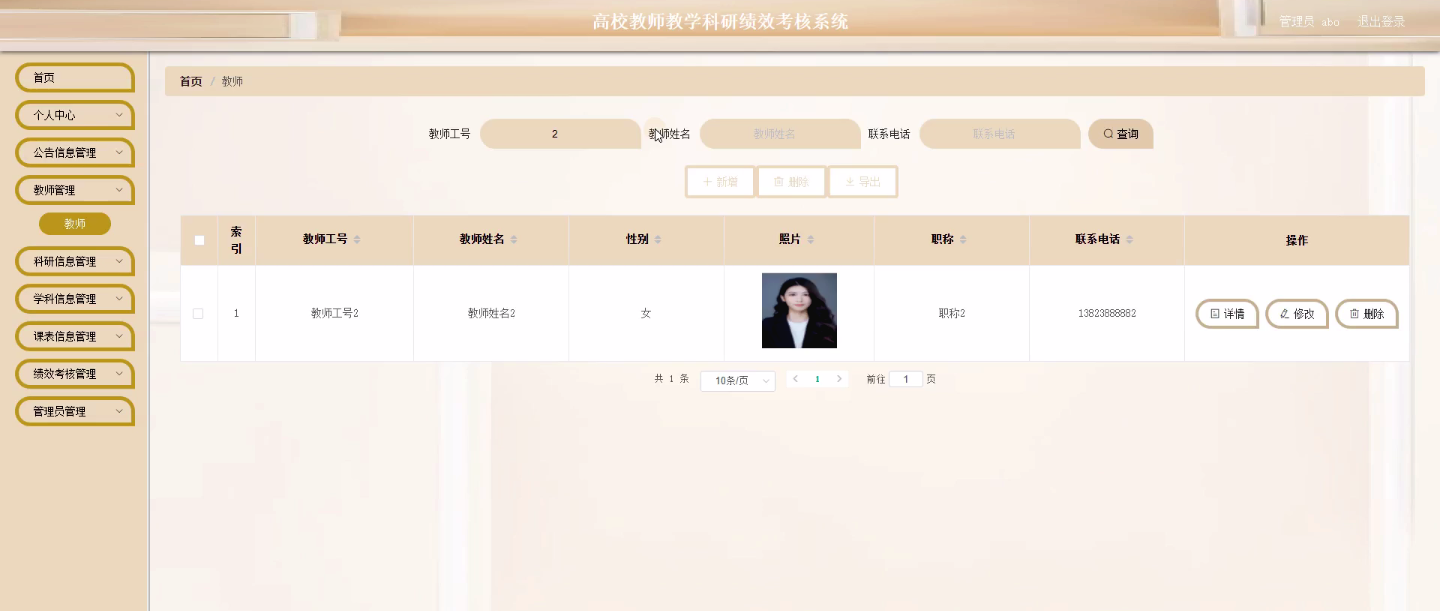 高校教师教学科研绩效考核系统
管理员 abo 退出登录
首页
个人中心
公告信息管理
教师管理
教师
科研信息管理
学科信息管理
课表信息管理
绩效考核管理
管理员管理
首页 / 教师
教师工号 2 教师姓名 教师姓名 联系电话 联系电话 查询
新增 删除 导出
索引 教师工号 教师姓名 性别 照片 职称 联系电话 操作
1 教师工号2 教师姓名2 女 职称2 13823888882 详情 修改 删除
共 1 条 10条/页 1 前往 1 页